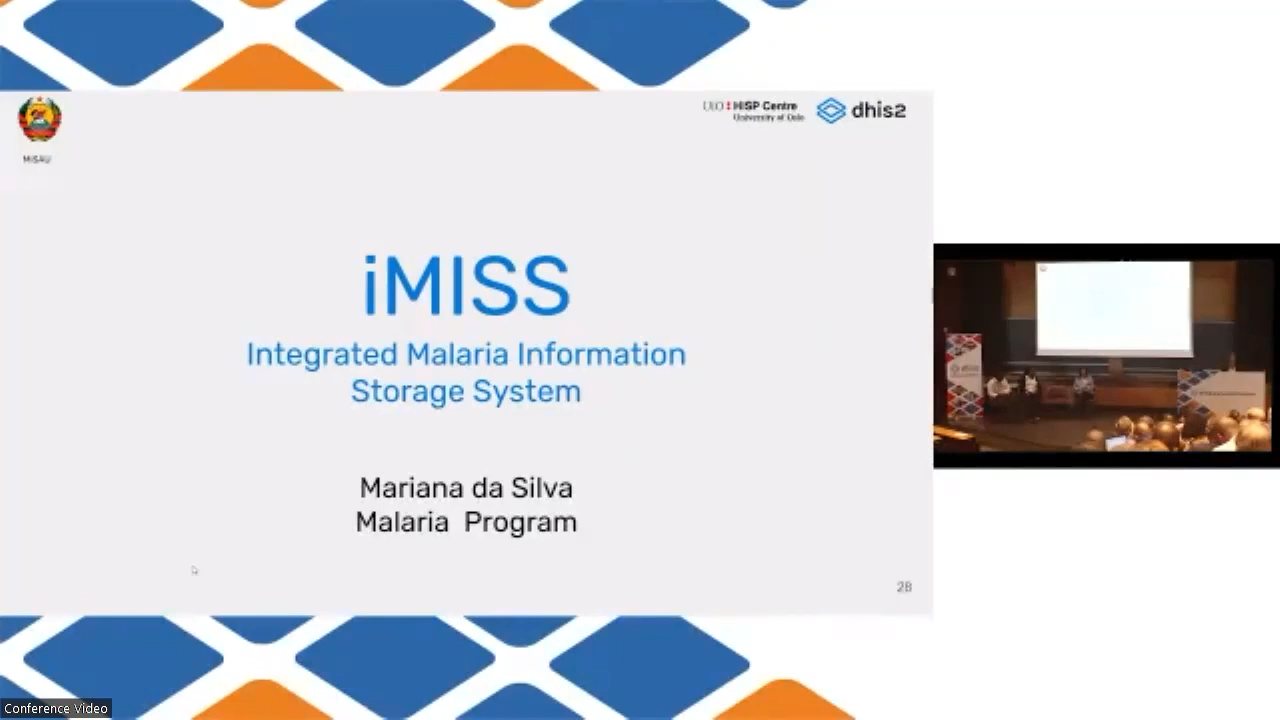 MISAU
UiO HISP Centre
University of Oslo
dhis2
iMISS
Integrated Malaria Information
Storage System
Mariana da Silva
Malaria Program
28
Conference Video